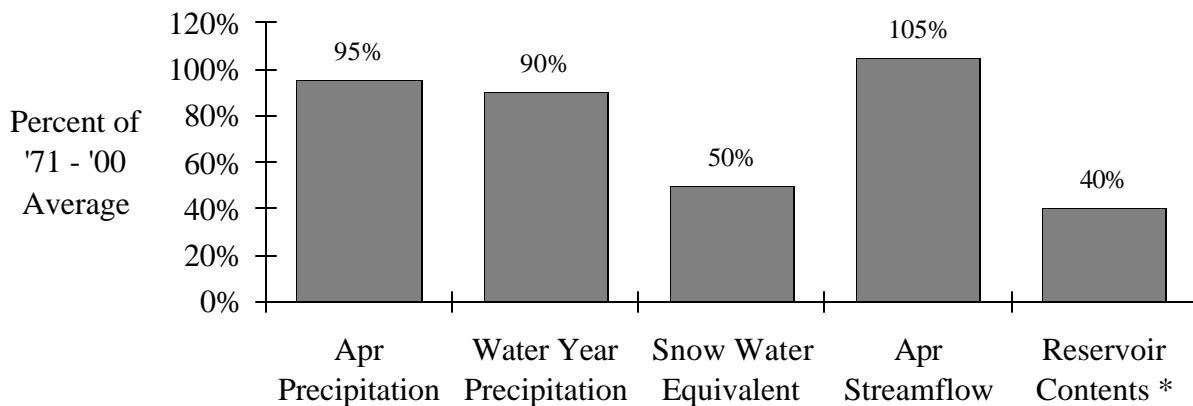 Percent of
'71 - '00
Average
120%
100%
80%
60%
40%
20%
0%
95%
90%
50%
105%
40%
Apr
Precipitation
Water Year
Precipitation
Snow Water
Equivalent
Apr
Streamflow
Reservoir
Contents *